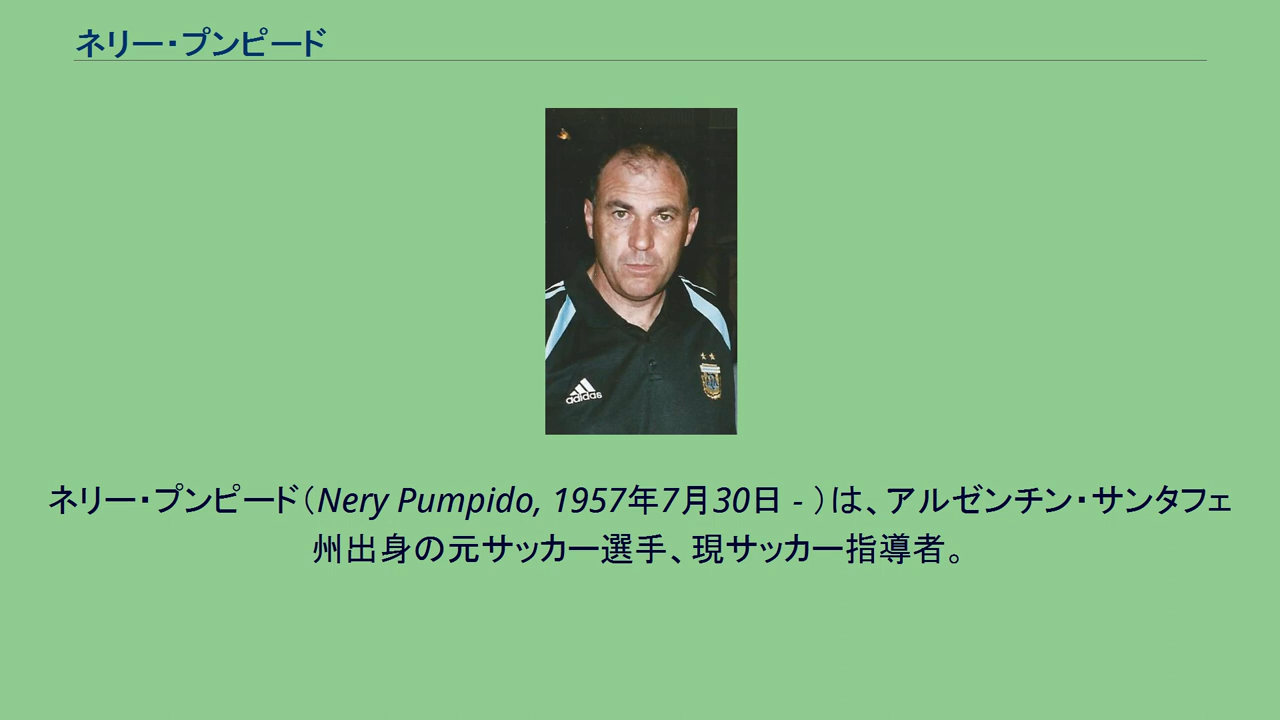 ネリー・プンピード
adidas
ネリー・プンピード（Nery Pumpido, 1957年7月30日 - ）は、アルゼンチン・サンタフェ
州出身の元サッカー選手、現サッカー指導者。